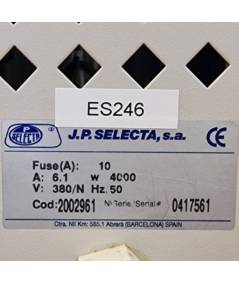 ES246
J.P. SELECTA
J.P. SELECTA, s.a. CE
Fuse(A): 10
A: 6.1 w 4000
V: 380/N Hz. 50
Cod: 2002961 Nº Serie/Serial# 0417561
Ctra. NII Km: 585.1 Abrera (BARCELONA) SPAIN